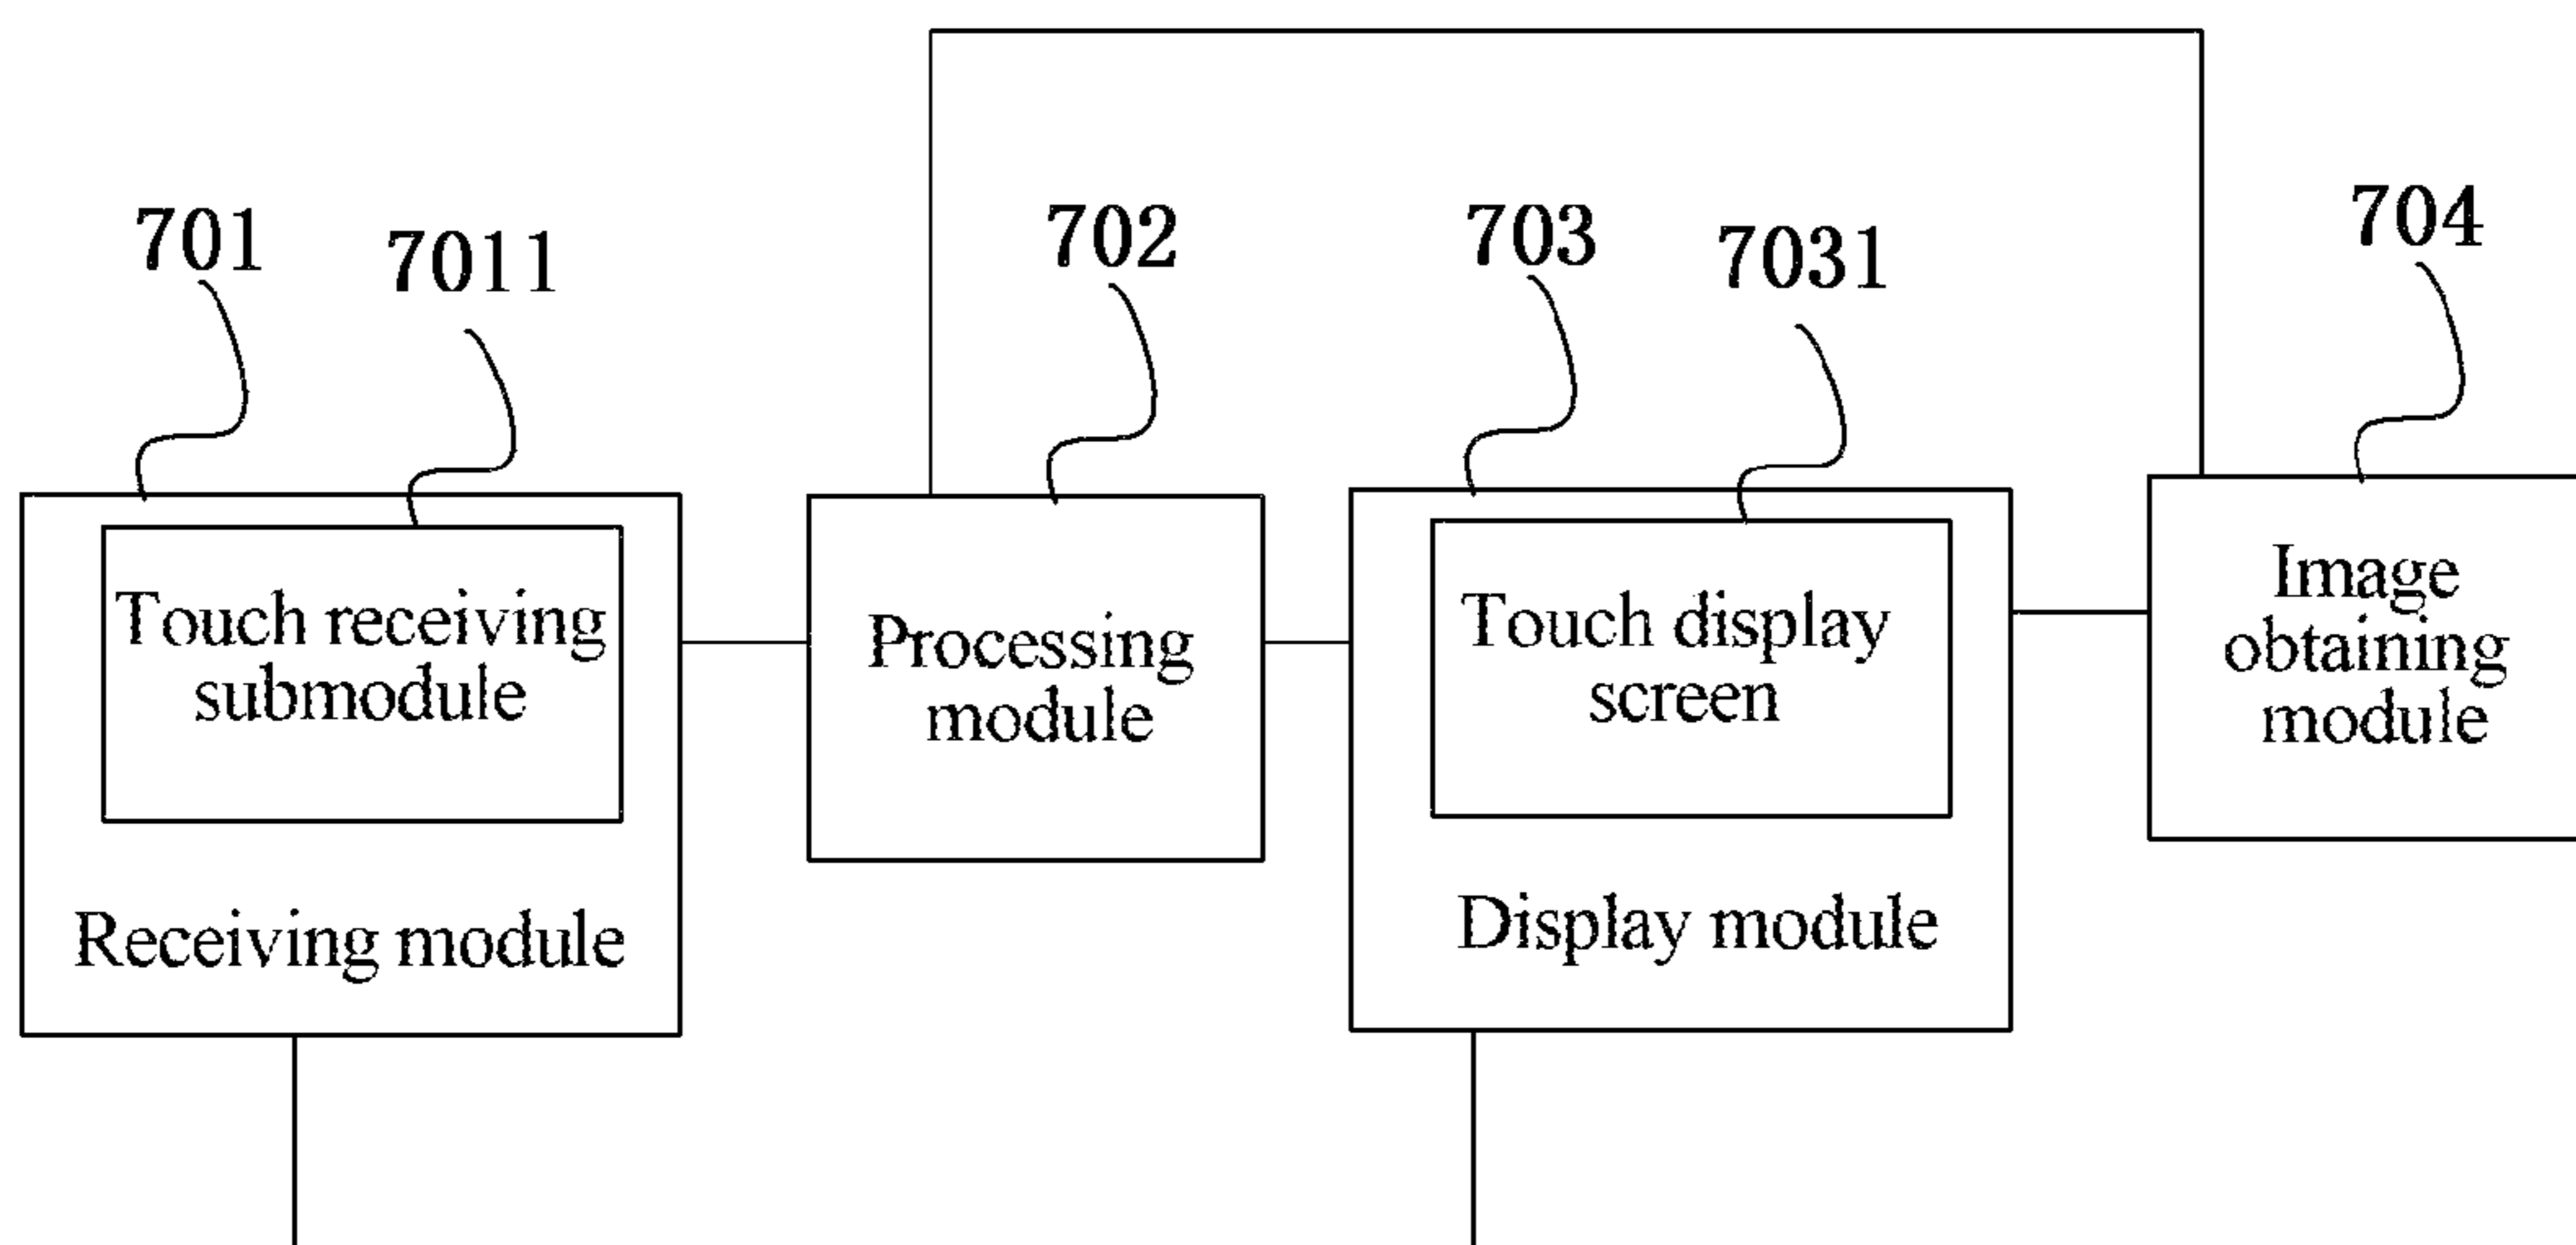 701
7011
702
703
7031
704
Touch receiving
submodule
Receiving module
Processing
module
Touch display
screen
Display module
Image
obtaining
module